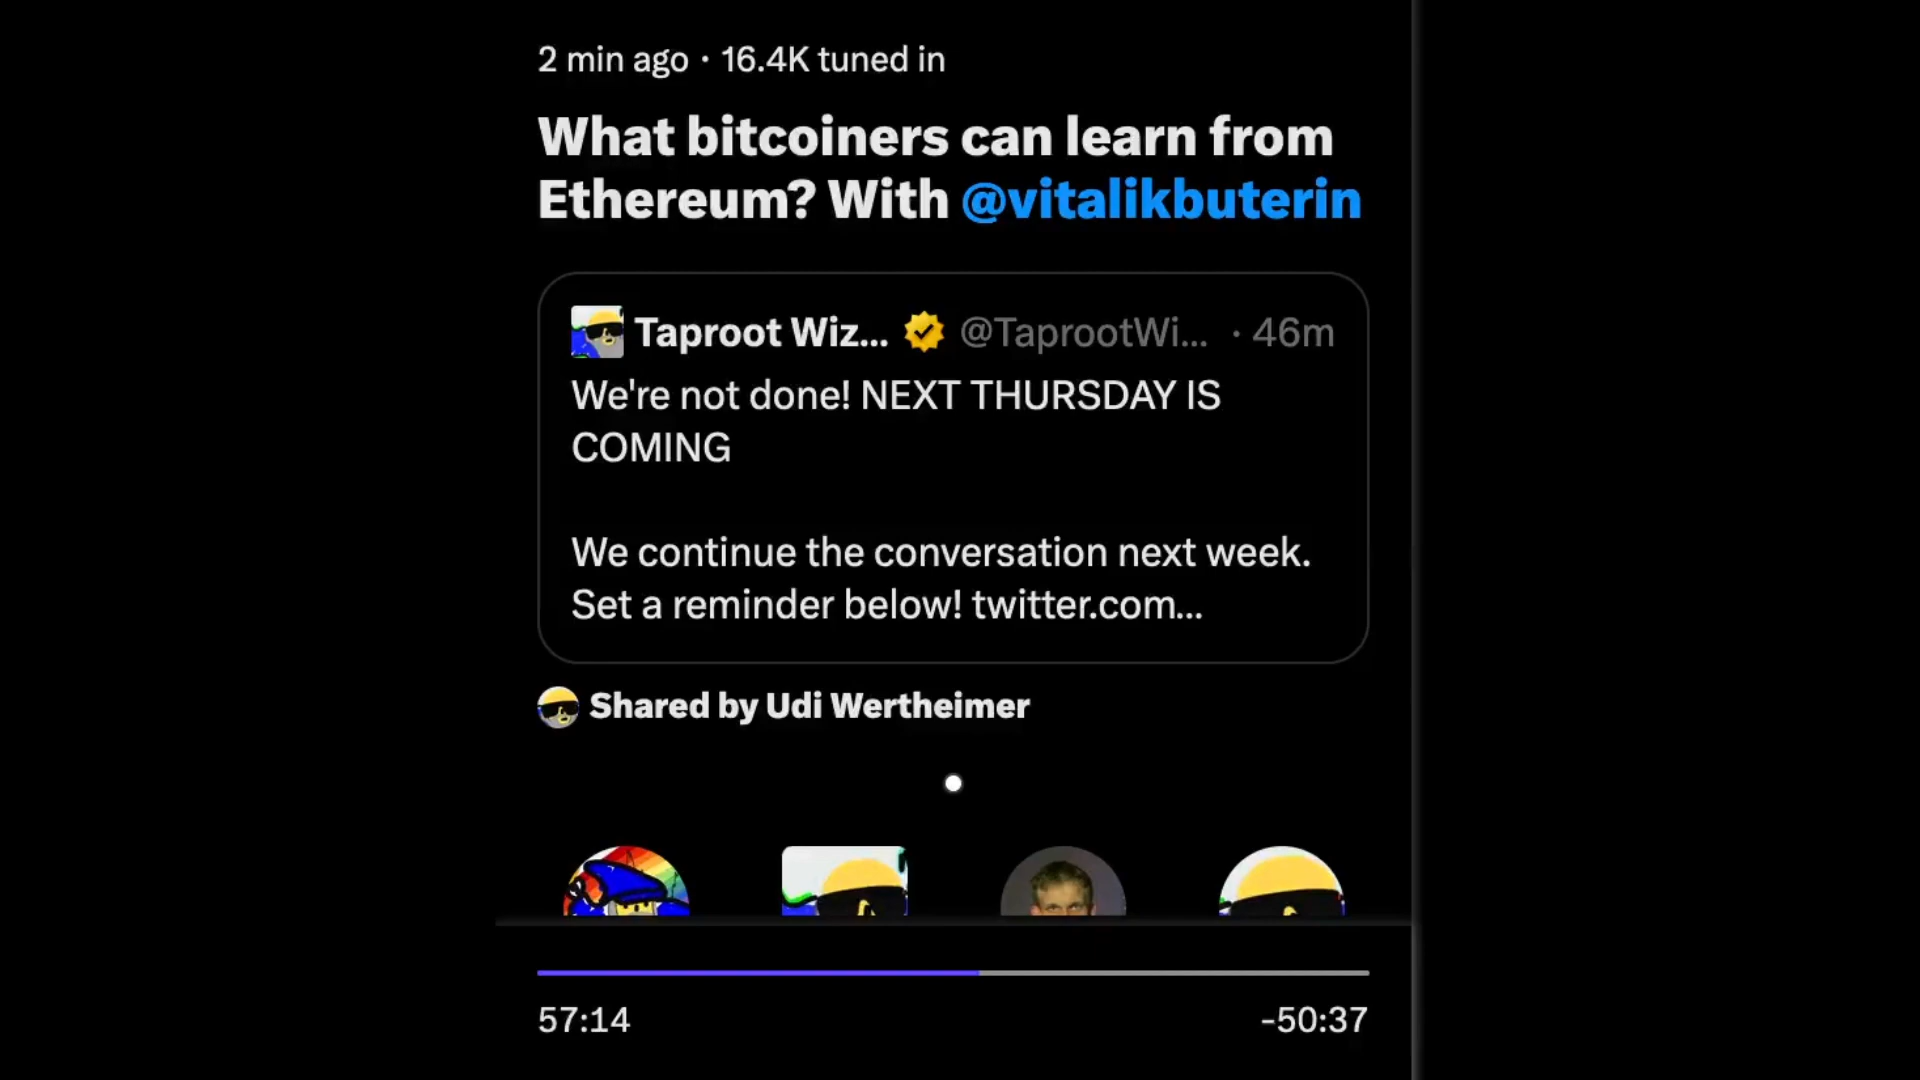 2 min ago · 16.4K tuned in
What bitcoiners can learn from
Ethereum? With @vitalikbuterin
Taproot Wiz... @TaprootWi... · 46m
We're not done! NEXT THURSDAY IS
COMING
We continue the conversation next week.
Set a reminder below! twitter.com...
Shared by Udi Wertheimer
57:14
-50:37